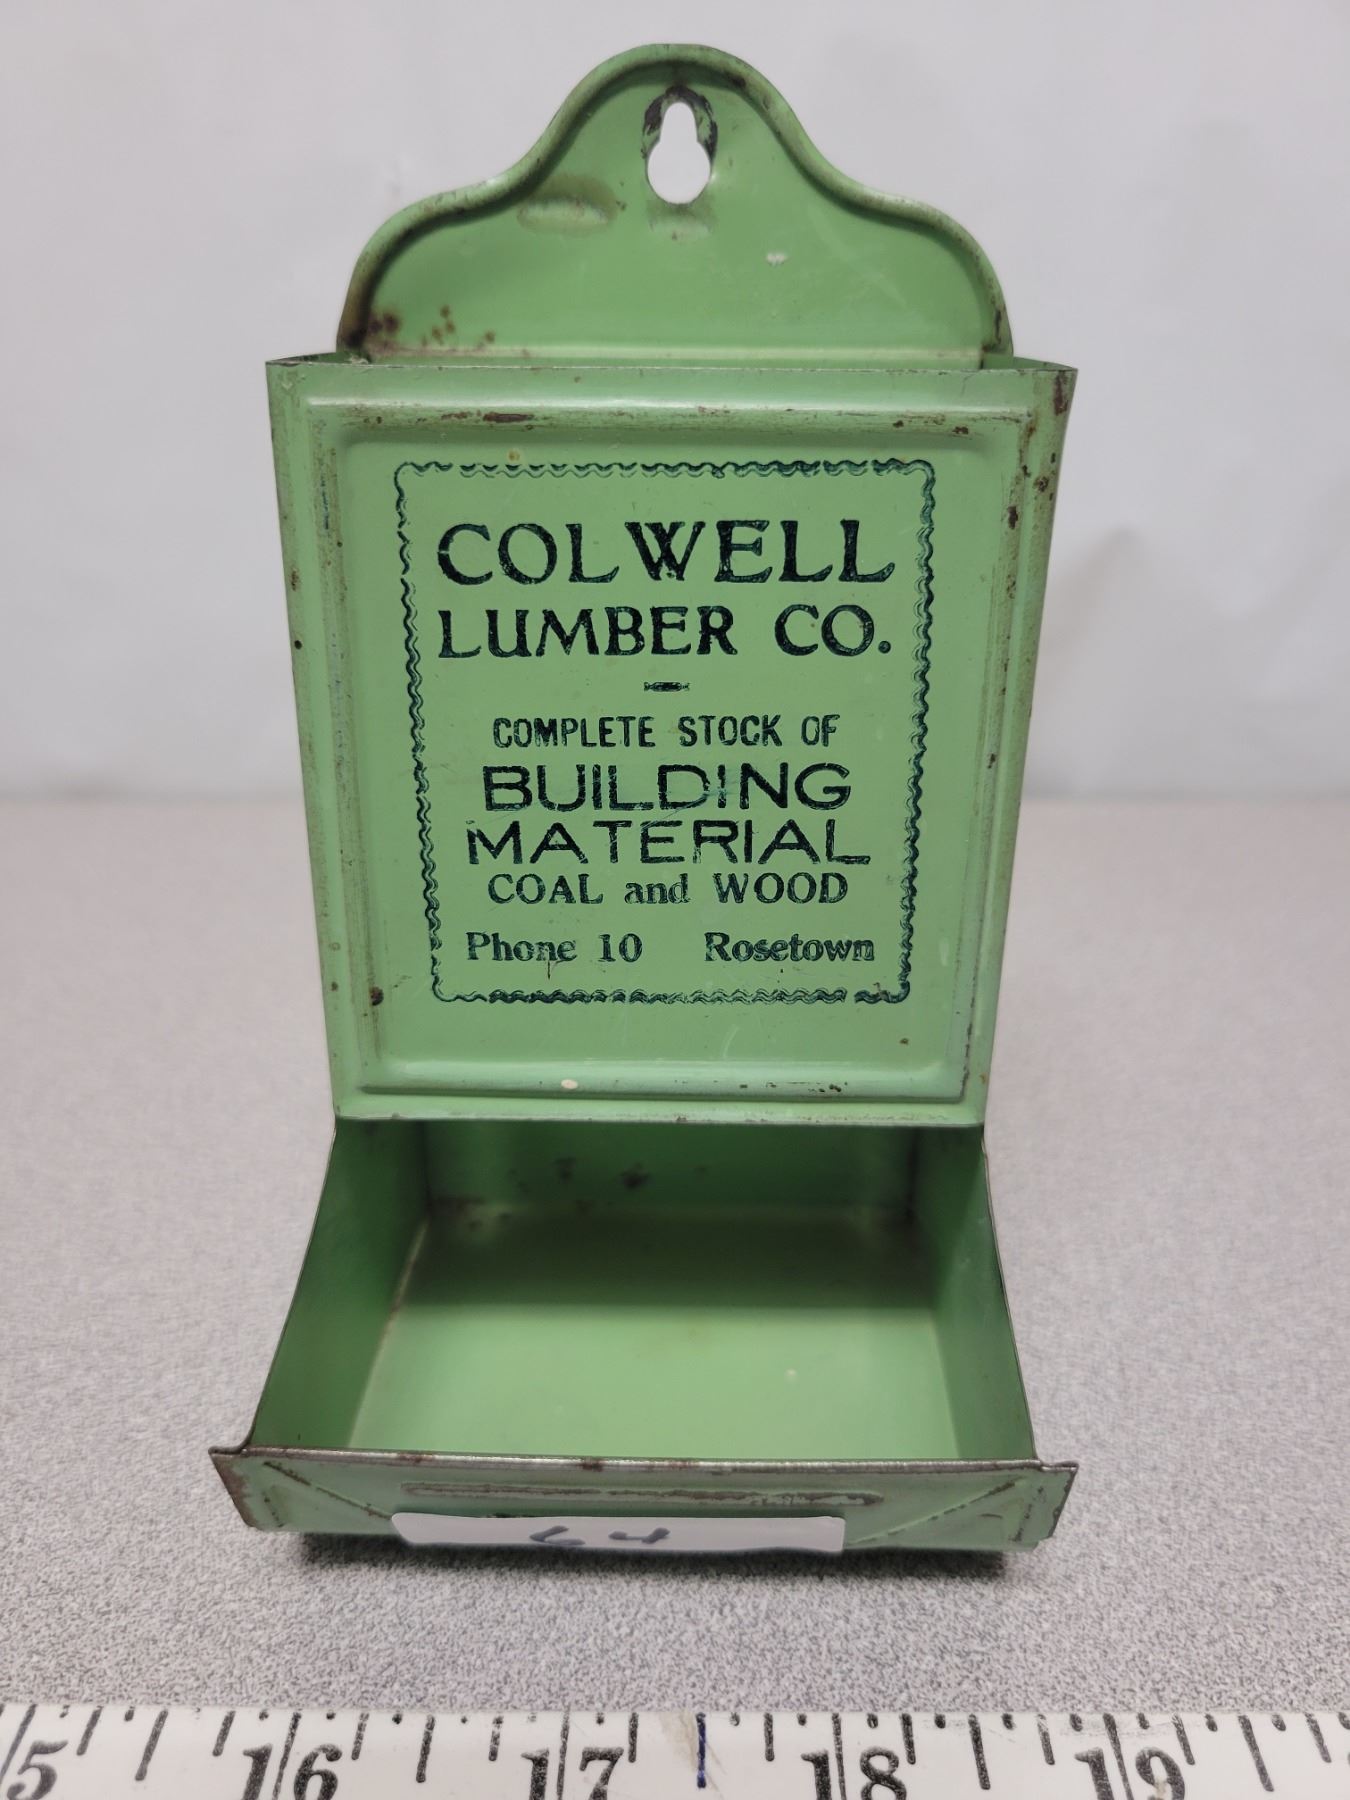 COLWELL
LUMBER CO.
COMPLETE STOCK OF
BUILDING
MATERIAL
COAL and WOOD
Phone 10 Rosetown
64
5 16 17 18 19